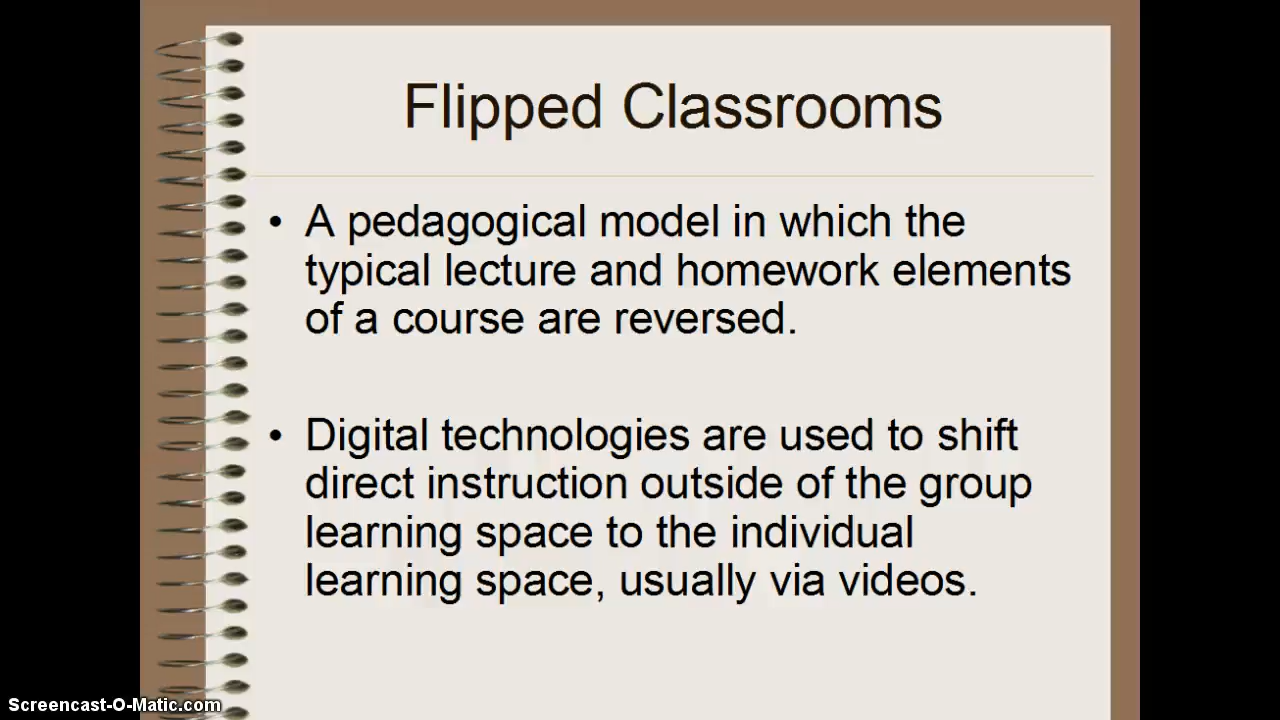 Flipped Classrooms
• A pedagogical model in which the
typical lecture and homework elements
of a course are reversed.
• Digital technologies are used to shift
direct instruction outside of the group
learning space to the individual
learning space, usually via videos.
Screencast-O-Matic.com